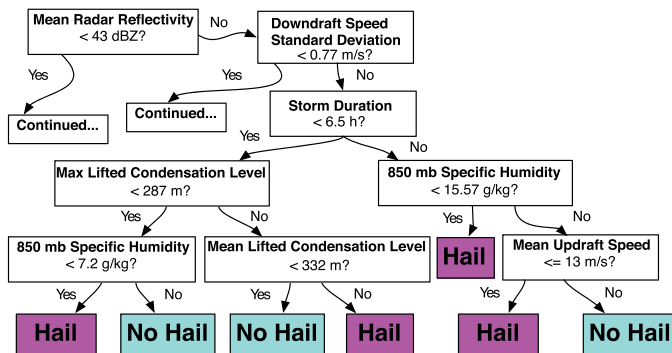 Mean Radar Reflectivity
< 43 dBZ?
No
Downdraft Speed
Standard Deviation
< 0.77 m/s?
Yes
Yes
No
Continued...
Continued...
Storm Duration
< 6.5 h?
Yes
No
Max Lifted Condensation Level
< 287 m?
850 mb Specific Humidity
< 15.57 g/kg?
Yes
No
Yes
No
850 mb Specific Humidity
< 7.2 g/kg?
Mean Lifted Condensation Level
< 332 m?
Hail
Mean Updraft Speed
<= 13 m/s?
Yes
No
Yes
No
Yes
No
Hail
No Hail
No Hail
Hail
Hail
No Hail